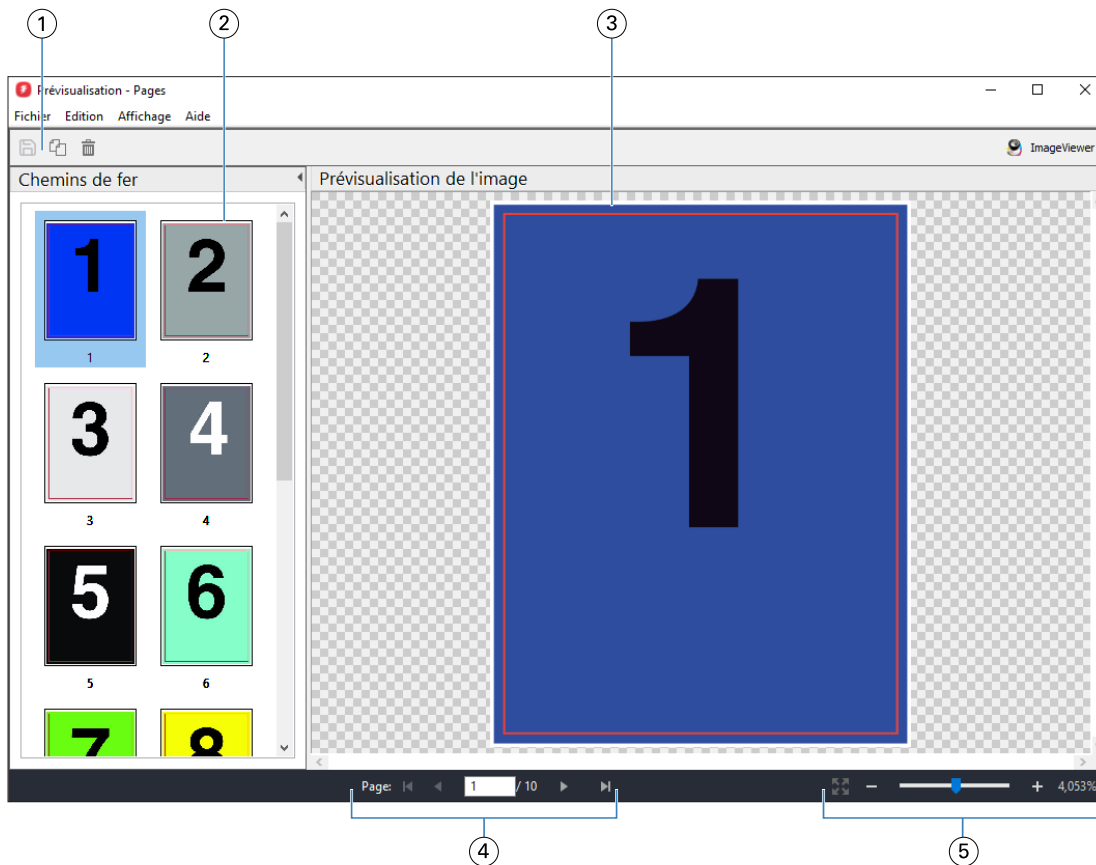 1 2 3
Prévisualisation - Pages
Fichier Edition Affichage Aide
ImageViewer
Chemins de fer
Prévisualisation de l'image
1 2
1 2
3 4
3 4
5 6
5 6
7 8
1
Page: 1 / 10
4,053%
4 5